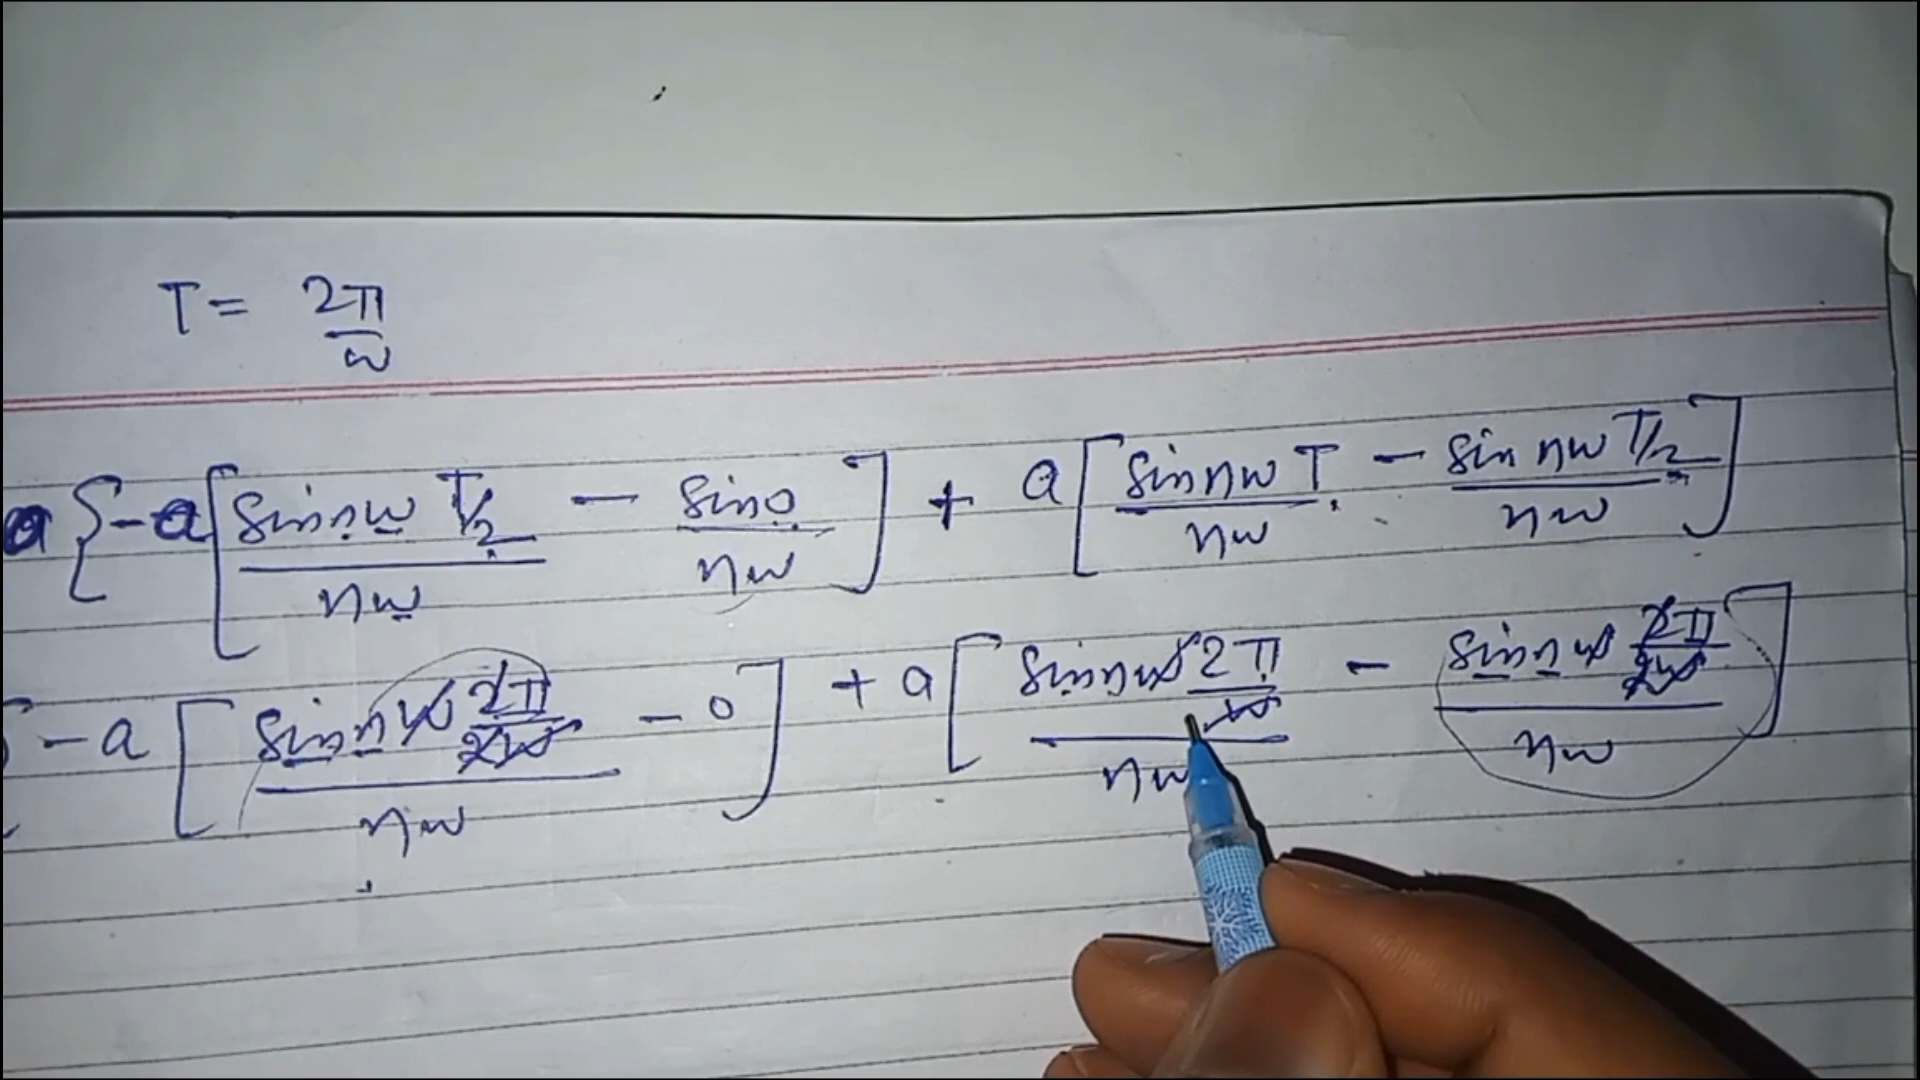 T = 2π/ω
a {-a[sin nω T/2 / nω - sin 0 / nω] + a[sin nω T / nω - sin nω T/2 / nω]
{-a[sin nω 2π/2ω / nω - 0] + a[sin nω 2π/ω / nω - sin nω 2π/2ω / nω]